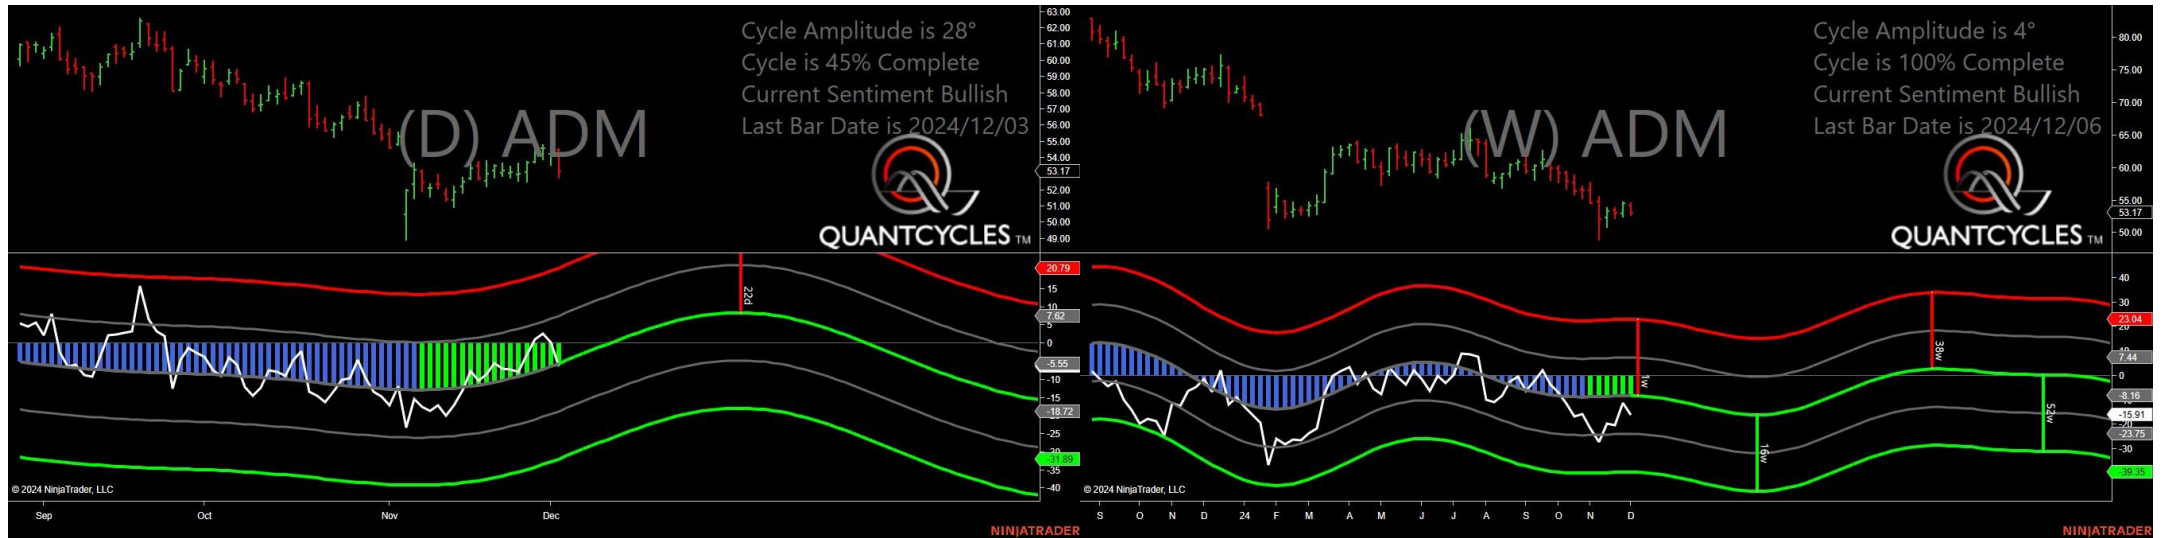 Cycle Amplitude is 28°
Cycle is 45% Complete
Current Sentiment Bullish
Last Bar Date is 2024/12/03
(D) ADM
QUANTCYCLES TM
63.00
62.00
61.00
60.00
59.00
58.00
57.00
56.00
55.00
54.00
53.17
52.00
51.00
50.00
49.00
22d
20.79
15
10
7.62
5
0
-5.55
-10
-15
-18.72
-25
-31.89
-35
-40
© 2024 NinjaTrader, LLC
Sep
Oct
Nov
Dec
NINJATRADER
Cycle Amplitude is 4°
Cycle is 100% Complete
Current Sentiment Bullish
Last Bar Date is 2024/12/06
(W) ADM
QUANTCYCLES TM
80.00
75.00
70.00
65.00
60.00
55.00
53.17
50.00
1w
16w
38w
52w
40
30
23.04
20
7.44
0
-8.16
-15.91
-20
-23.75
-30
-39.35
© 2024 NinjaTrader, LLC
S O N D 24 F M A M J J A S O N D
NINJATRADER